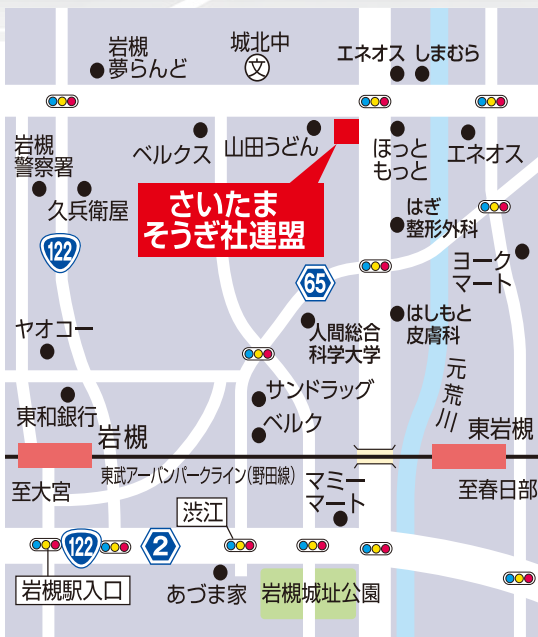 岩槻
夢らんど
城北中
文
エネオス
しまむら
岩槻
警察署
ベルクス
山田うどん
ほっと
もっと
エネオス
久兵衛屋
さいたま
そうぎ社連盟
はぎ
整形外科
122
65
ヨーク
マート
ヤオコー
人間総合
科学大学
はしもと
皮膚科
元荒川
サンドラッグ
東和銀行
ベルク
岩槻
東岩槻
東武アーバンパークライン(野田線)
至大宮
マミー
マート
至春日部
渋江
122
2
岩槻駅入口
あづま家
岩槻城址公園